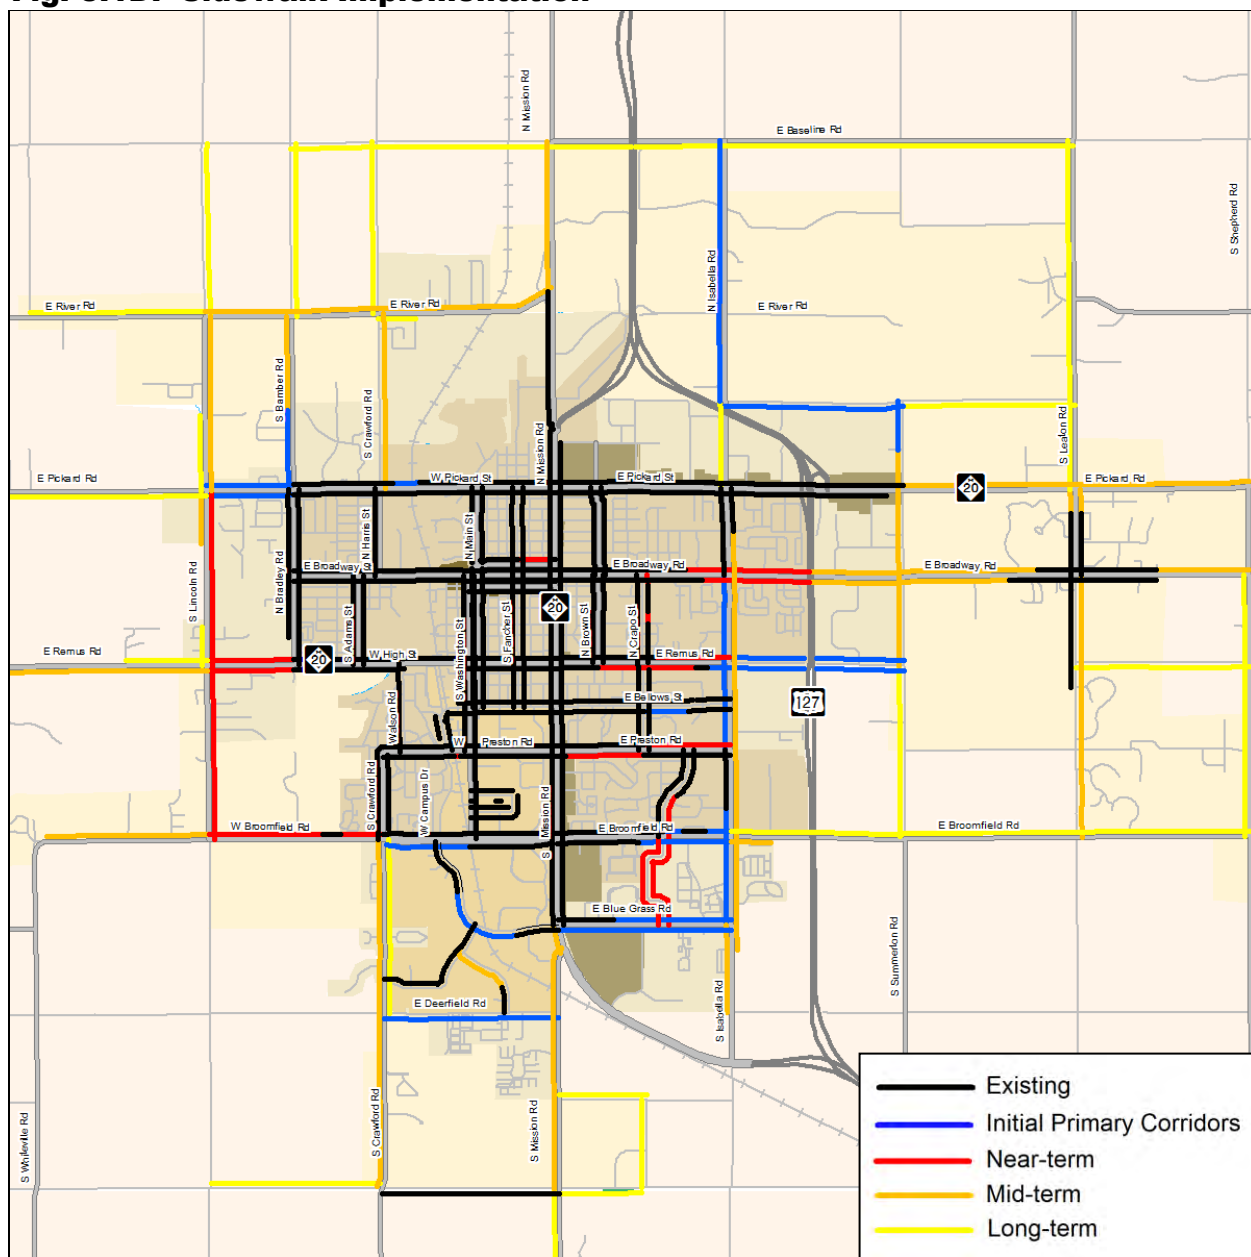 N Mission Rd
E Baseline Rd
S Shepherd Rd
N Isabella Rd
E River Rd
E River Rd
E River Rd
S Bamber Rd
S Crawford Rd
N Mission Rd
S Leaton Rd
E Pickard Rd
W Pickard St
E Pickard St
20
E Pickard Rd
N Harris St
N Main St
N Bradley Rd
E Broadway St
E Broadway Rd
E Broadway Rd
S Lincoln Rd
S Adams St
S Washington St
S Fancher St
20
N Brown St
N Crapo St
E Remus Rd
20
W High St
E Remus Rd
Watson Rd
E Bellows St
127
W Preston Rd
E Preston Rd
S Crawford Rd
W Campus Dr
S Mission Rd
W Broomfield Rd
E Broomfield Rd
E Broomfield Rd
E Blue Grass Rd
S Summerton Rd
S Isabella Rd
E Deerfield Rd
S Crawford Rd
S Mission Rd
Existing
Initial Primary Corridors
Near-term
Mid-term
Long-term